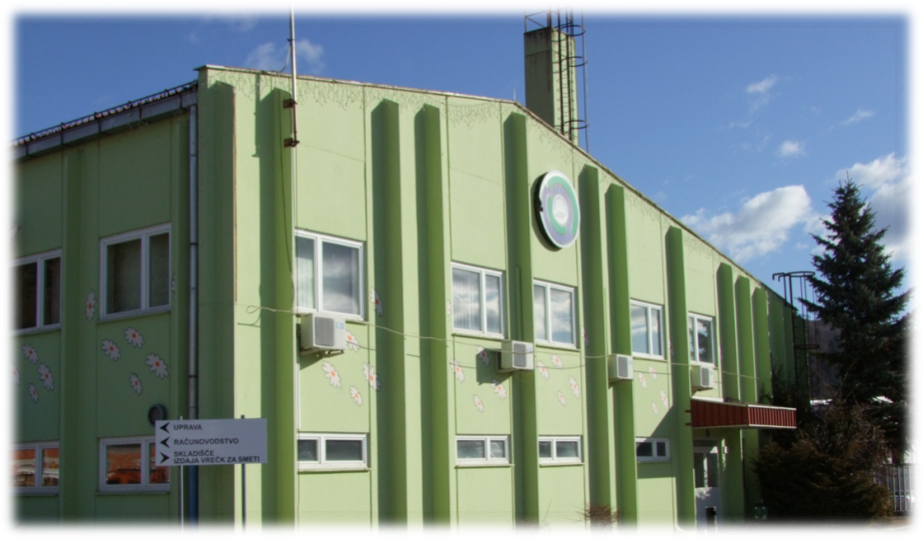 UPRAVA
RAČUNOVODSTVO
SKLADIŠČE
IZDAJA VREČK ZA SMETI